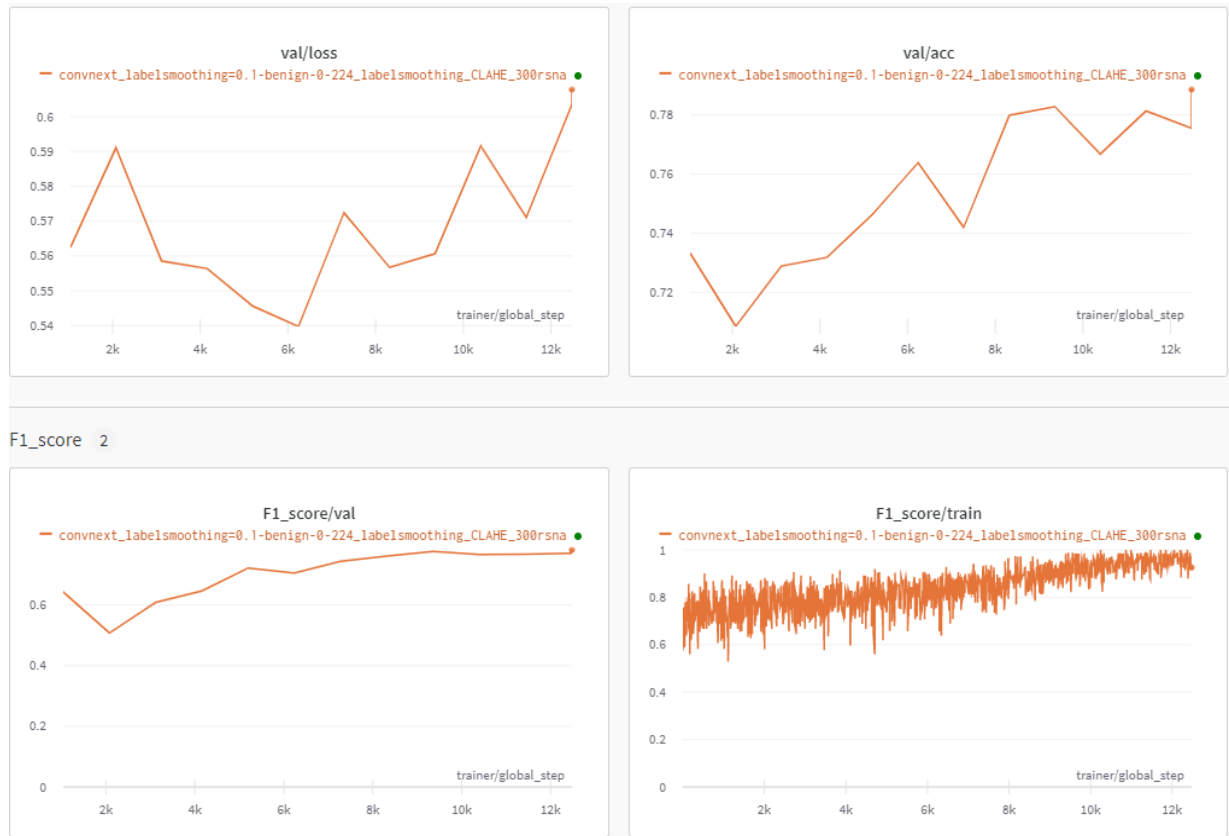 val/loss
convnext_labelsmoothing=0.1-benign-0-224_labelsmoothing_CLAHE_300rsna
0.6
0.59
0.58
0.57
0.56
0.55
0.54
trainer/global_step
2k 4k 6k 8k 10k 12k
val/acc
convnext_labelsmoothing=0.1-benign-0-224_labelsmoothing_CLAHE_300rsna
0.78
0.76
0.74
0.72
trainer/global_step
2k 4k 6k 8k 10k 12k
F1_score 2
F1_score/val
convnext_labelsmoothing=0.1-benign-0-224_labelsmoothing_CLAHE_300rsna
0.6
0.4
0.2
0
trainer/global_step
2k 4k 6k 8k 10k 12k
F1_score/train
convnext_labelsmoothing=0.1-benign-0-224_labelsmoothing_CLAHE_300rsna
1
0.8
0.6
0.4
0.2
0
trainer/global_step
2k 4k 6k 8k 10k 12k